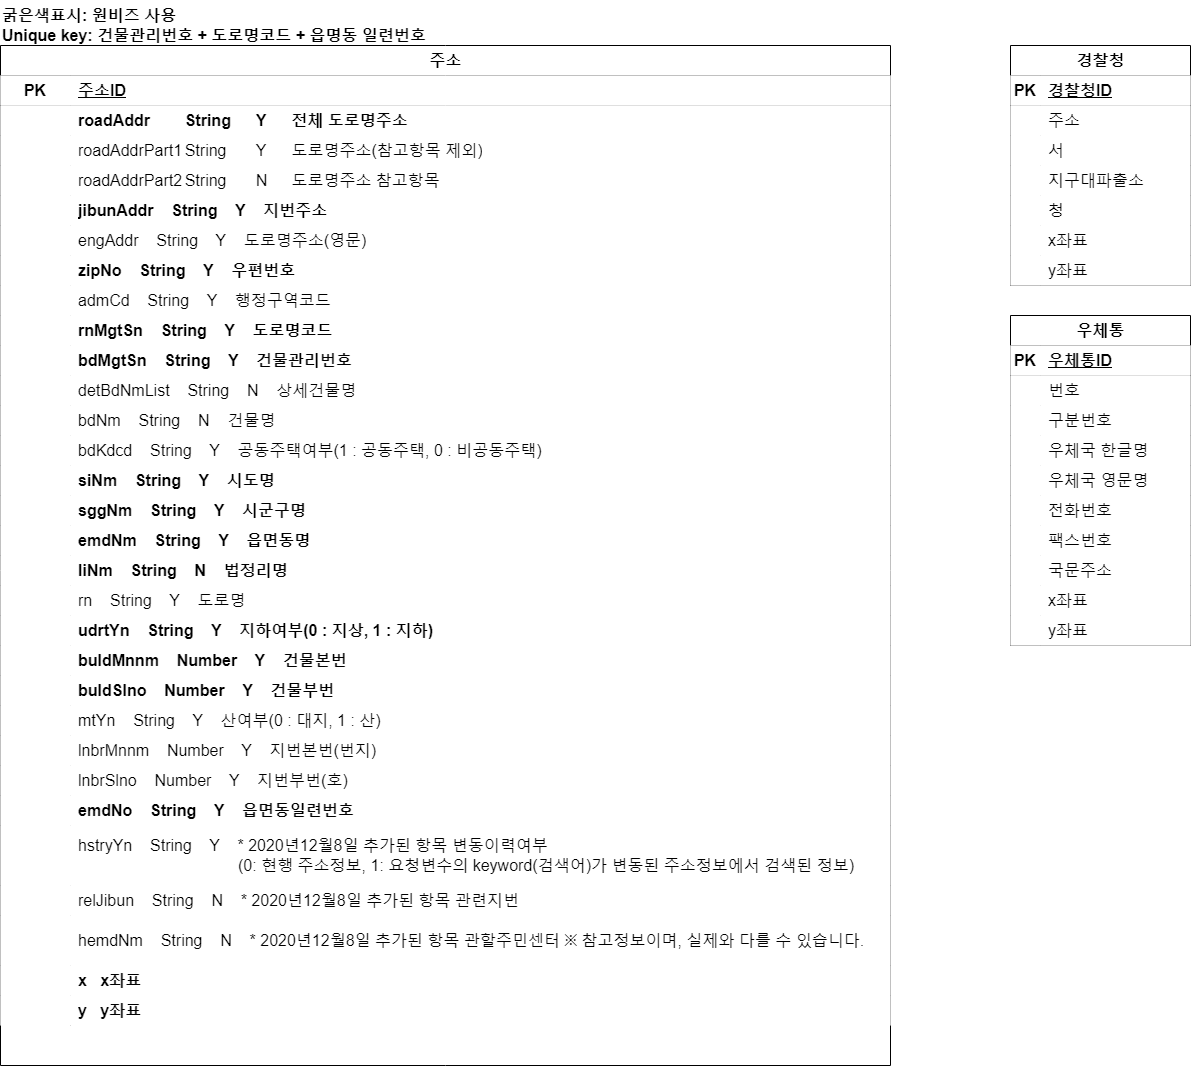 굵은색표시: 원비즈 사용
Unique key: 건물관리번호 + 도로명코드 + 읍명동 일련번호
주소
PK 주소ID
roadAddr String Y 전체 도로명주소
roadAddrPart1 String Y 도로명주소(참고항목 제외)
roadAddrPart2 String N 도로명주소 참고항목
jibunAddr String Y 지번주소
engAddr String Y 도로명주소(영문)
zipNo String Y 우편번호
admCd String Y 행정구역코드
rnMgtSn String Y 도로명코드
bdMgtSn String Y 건물관리번호
detBdNmList String N 상세건물명
bdNm String N 건물명
bdKdcd String Y 공동주택여부(1 : 공동주택, 0 : 비공동주택)
siNm String Y 시도명
sggNm String Y 시군구명
emdNm String Y 읍면동명
liNm String N 법정리명
rn String Y 도로명
udrtYn String Y 지하여부(0 : 지상, 1 : 지하)
buldMnnm Number Y 건물본번
buldSlno Number Y 건물부번
mtYn String Y 산여부(0 : 대지, 1 : 산)
lnbrMnnm Number Y 지번본번(번지)
lnbrSlno Number Y 지번부번(호)
emdNo String Y 읍면동일련번호
hstryYn String Y * 2020년12월8일 추가된 항목 변동이력여부
(0: 현행 주소정보, 1: 요청변수의 keyword(검색어)가 변동된 주소정보에서 검색된 정보)
relJibun String N * 2020년12월8일 추가된 항목 관련지번
hemdNm String N * 2020년12월8일 추가된 항목 관할주민센터 ※ 참고정보이며, 실제와 다를 수 있습니다.
x x좌표
y y좌표
경찰청
PK 경찰청ID
주소
서
지구대파출소
청
x좌표
y좌표
우체통
PK 우체통ID
번호
구분번호
우체국 한글명
우체국 영문명
전화번호
팩스번호
국문주소
x좌표
y좌표